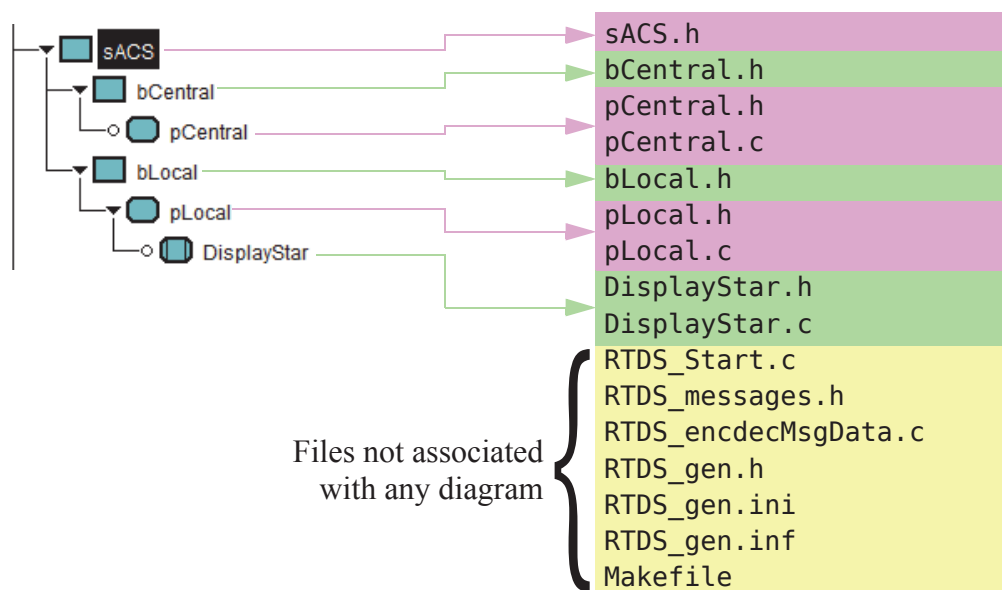 sACS
bCentral
pCentral
bLocal
pLocal
DisplayStar
sACS.h
bCentral.h
pCentral.h
pCentral.c
bLocal.h
pLocal.h
pLocal.c
DisplayStar.h
DisplayStar.c
Files not associated
with any diagram
RTDS_Start.c
RTDS_messages.h
RTDS_encdecMsgData.c
RTDS_gen.h
RTDS_gen.ini
RTDS_gen.inf
Makefile